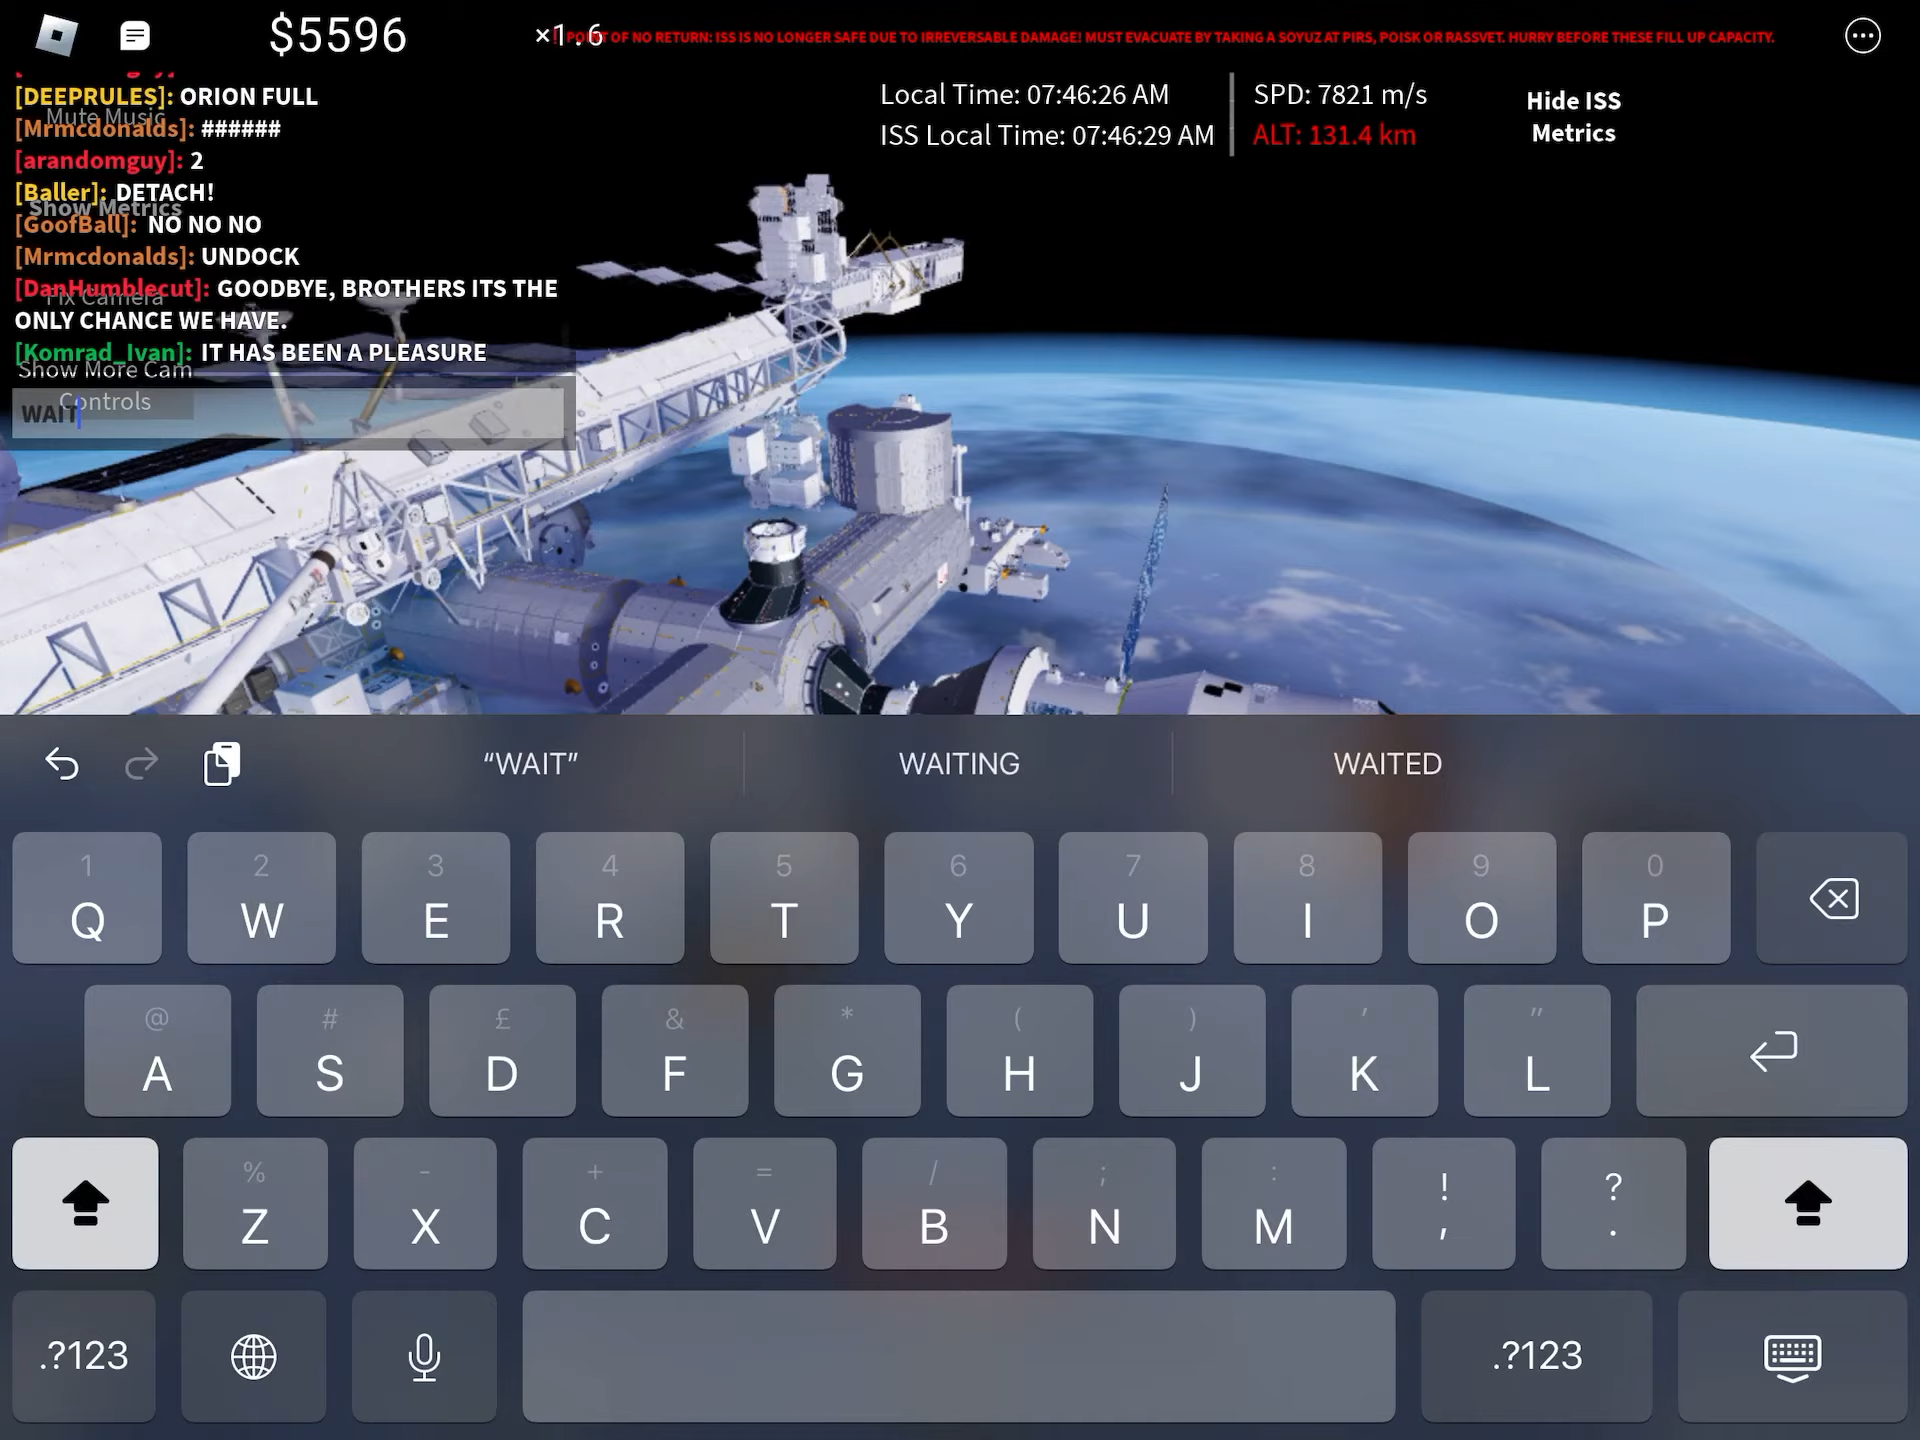 $5596
×1.6
POINT OF NO RETURN: ISS IS NO LONGER SAFE DUE TO IRREVERSABLE DAMAGE! MUST EVACUATE BY TAKING A SOYUZ AT PIRS, POISK OR RASSVET. HURRY BEFORE THESE FILL UP CAPACITY.
Local Time: 07:46:26 AM
ISS Local Time: 07:46:29 AM
SPD: 7821 m/s
ALT: 131.4 km
Hide ISS
Metrics
[DEEPRULES]: ORION FULL
Mute Music
[Mrmcdonalds]: ######
[arandomguy]: 2
[Baller]: DETACH!
Show Metrics
[GoofBall]: NO NO NO
[Mrmcdonalds]: UNDOCK
[DanHumblecut]: GOODBYE, BROTHERS ITS THE
Fix Camera
ONLY CHANCE WE HAVE.
[Komrad_Ivan]: IT HAS BEEN A PLEASURE
Show More Cam
Controls
WAIT
“WAIT” WAITING WAITED
1 2 3 4 5 6 7 8 9 0
Q W E R T Y U I O P
@ # £ & * ( ) ' "
A S D F G H J K L
% - + = / ; : ! ?
Z X C V B N M , .
.?123 .?123